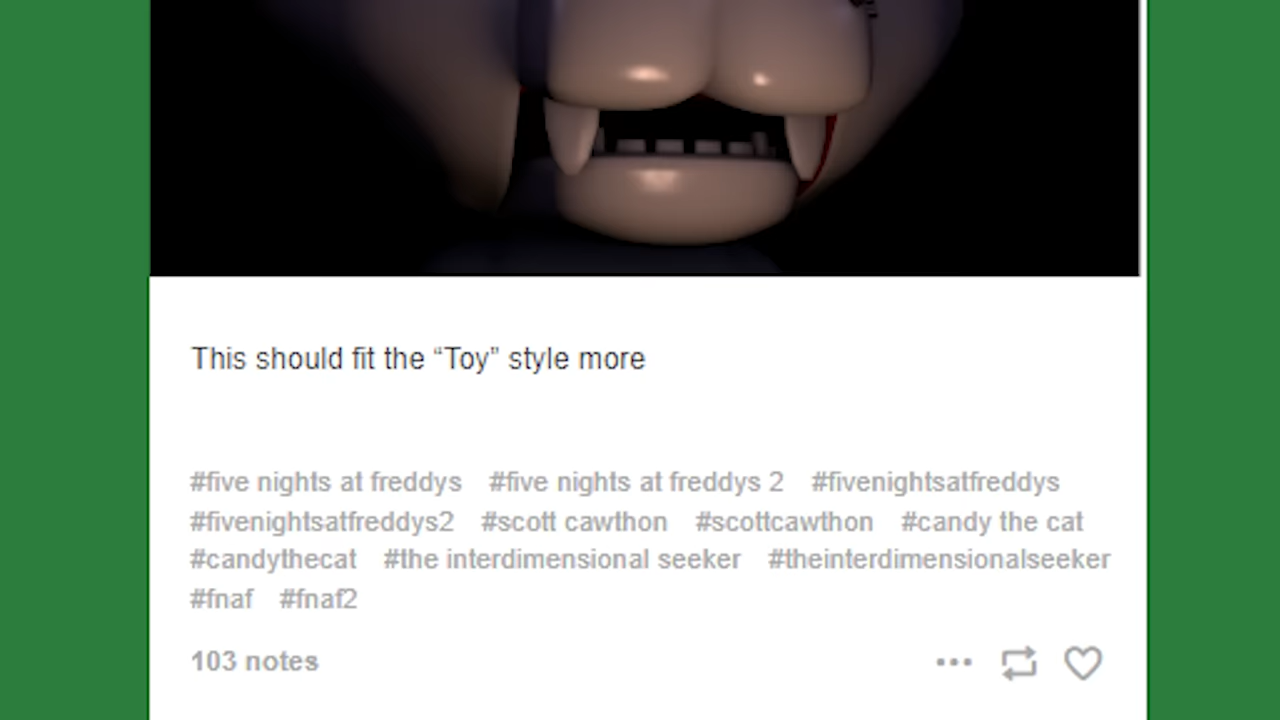 This should fit the “Toy” style more
#five nights at freddys #five nights at freddys 2 #fivenightsatfreddys
#fivenightsatfreddys2 #scott cawthon #scottcawthon #candy the cat
#candythecat #the interdimensional seeker #theinterdimensionalseeker
#fnaf #fnaf2
103 notes